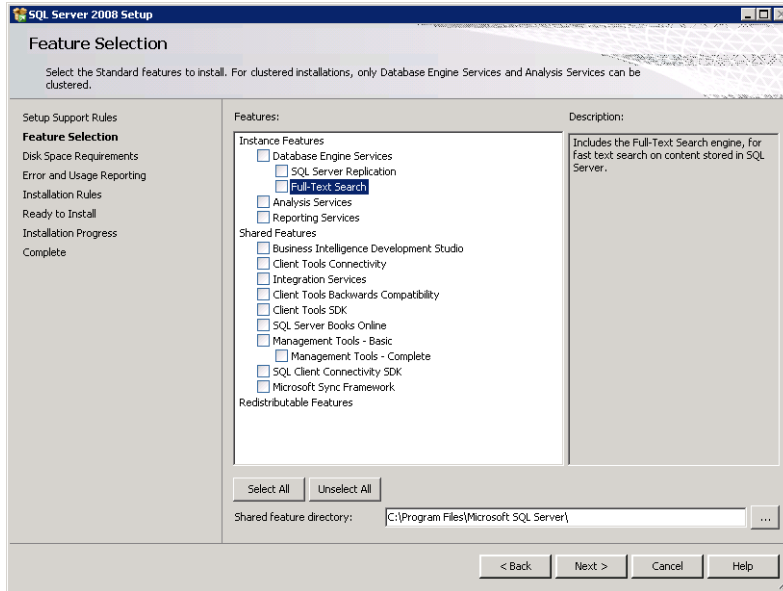 SQL Server 2008 Setup
Feature Selection
Select the Standard features to install. For clustered installations, only Database Engine Services and Analysis Services can be
clustered.
Setup Support Rules
Feature Selection
Disk Space Requirements
Error and Usage Reporting
Installation Rules
Ready to Install
Installation Progress
Complete
Features:
Instance Features
Database Engine Services
SQL Server Replication
Full-Text Search
Analysis Services
Reporting Services
Shared Features
Business Intelligence Development Studio
Client Tools Connectivity
Integration Services
Client Tools Backwards Compatibility
Client Tools SDK
SQL Server Books Online
Management Tools - Basic
Management Tools - Complete
SQL Client Connectivity SDK
Microsoft Sync Framework
Redistributable Features
Description:
Includes the Full-Text Search engine, for
fast text search on content stored in SQL
Server.
Select All
Unselect All
Shared feature directory:
C:\Program Files\Microsoft SQL Server\
...
< Back
Next >
Cancel
Help